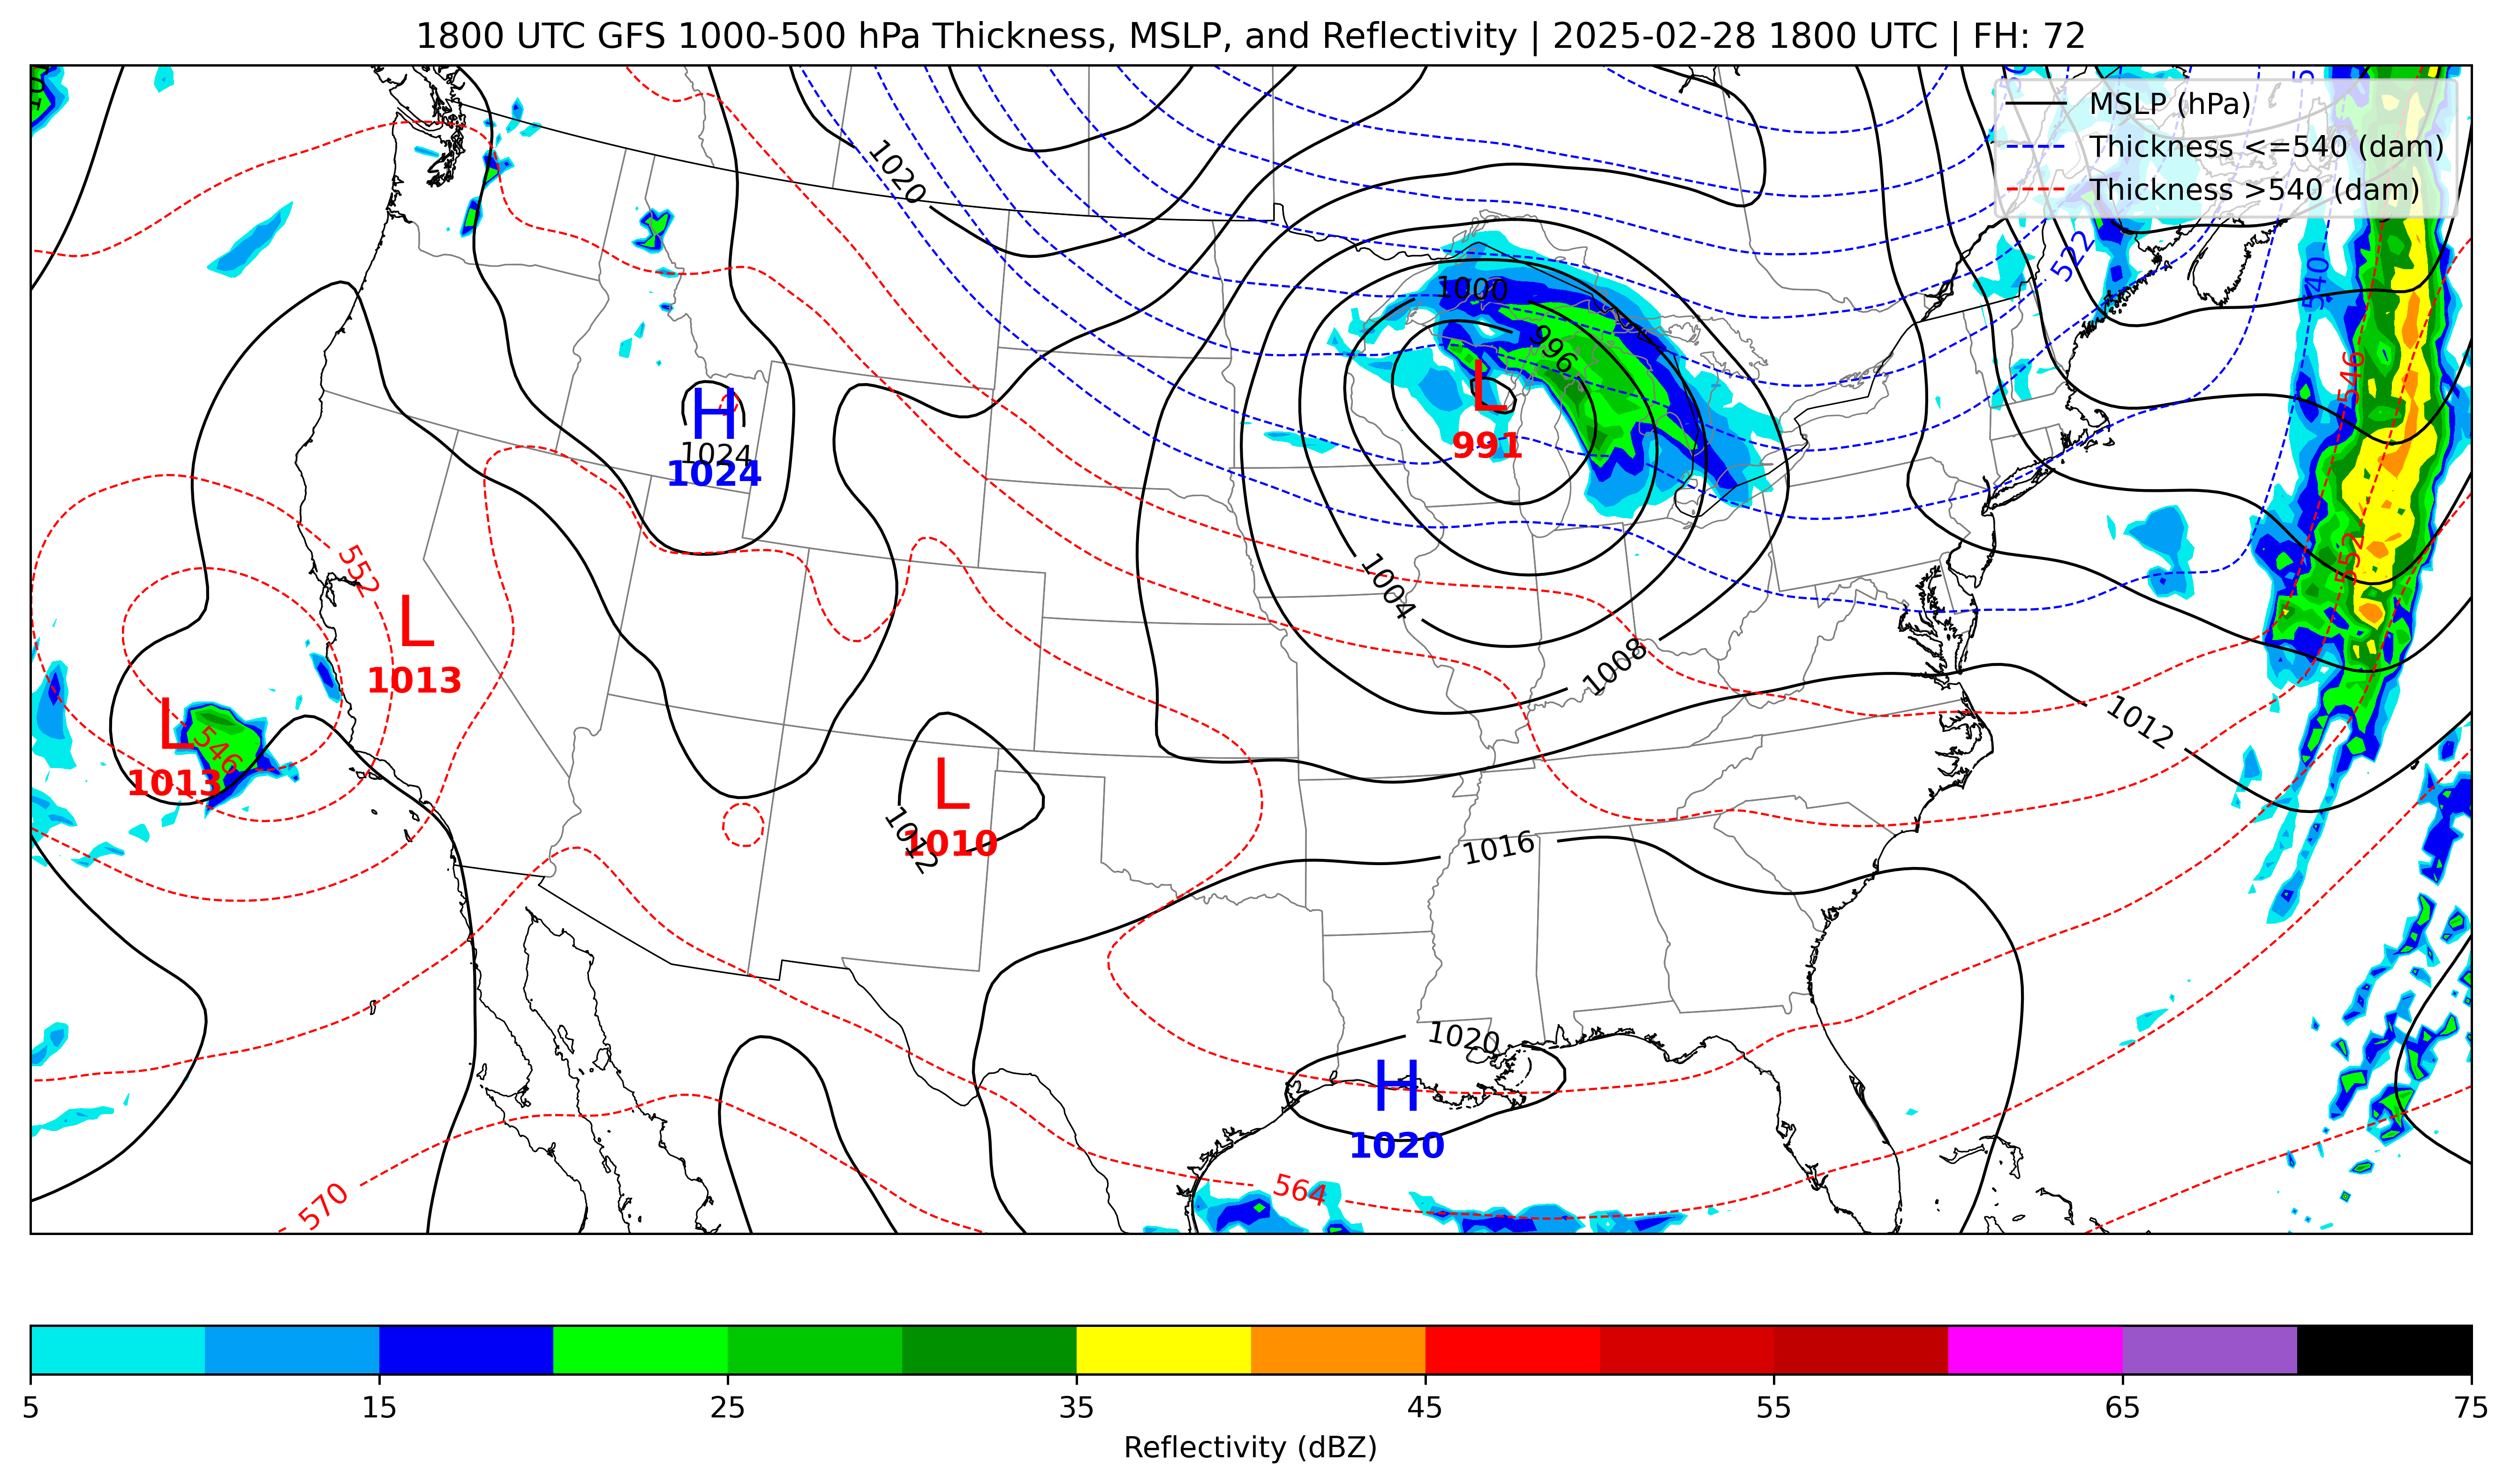 1800 UTC GFS 1000-500 hPa Thickness, MSLP, and Reflectivity | 2025-02-28 1800 UTC | FH: 72
MSLP (hPa)
Thickness <=540 (dam)
Thickness >540 (dam)
1020
522
540
1000
996
L
991
546
H
1024
1024
552
552
1004
L
1013
1008
L
546
1013
1012
L
1012
1010
1016
1020
H
1020
564
570
5 15 25 35 45 55 65 75
Reflectivity (dBZ)